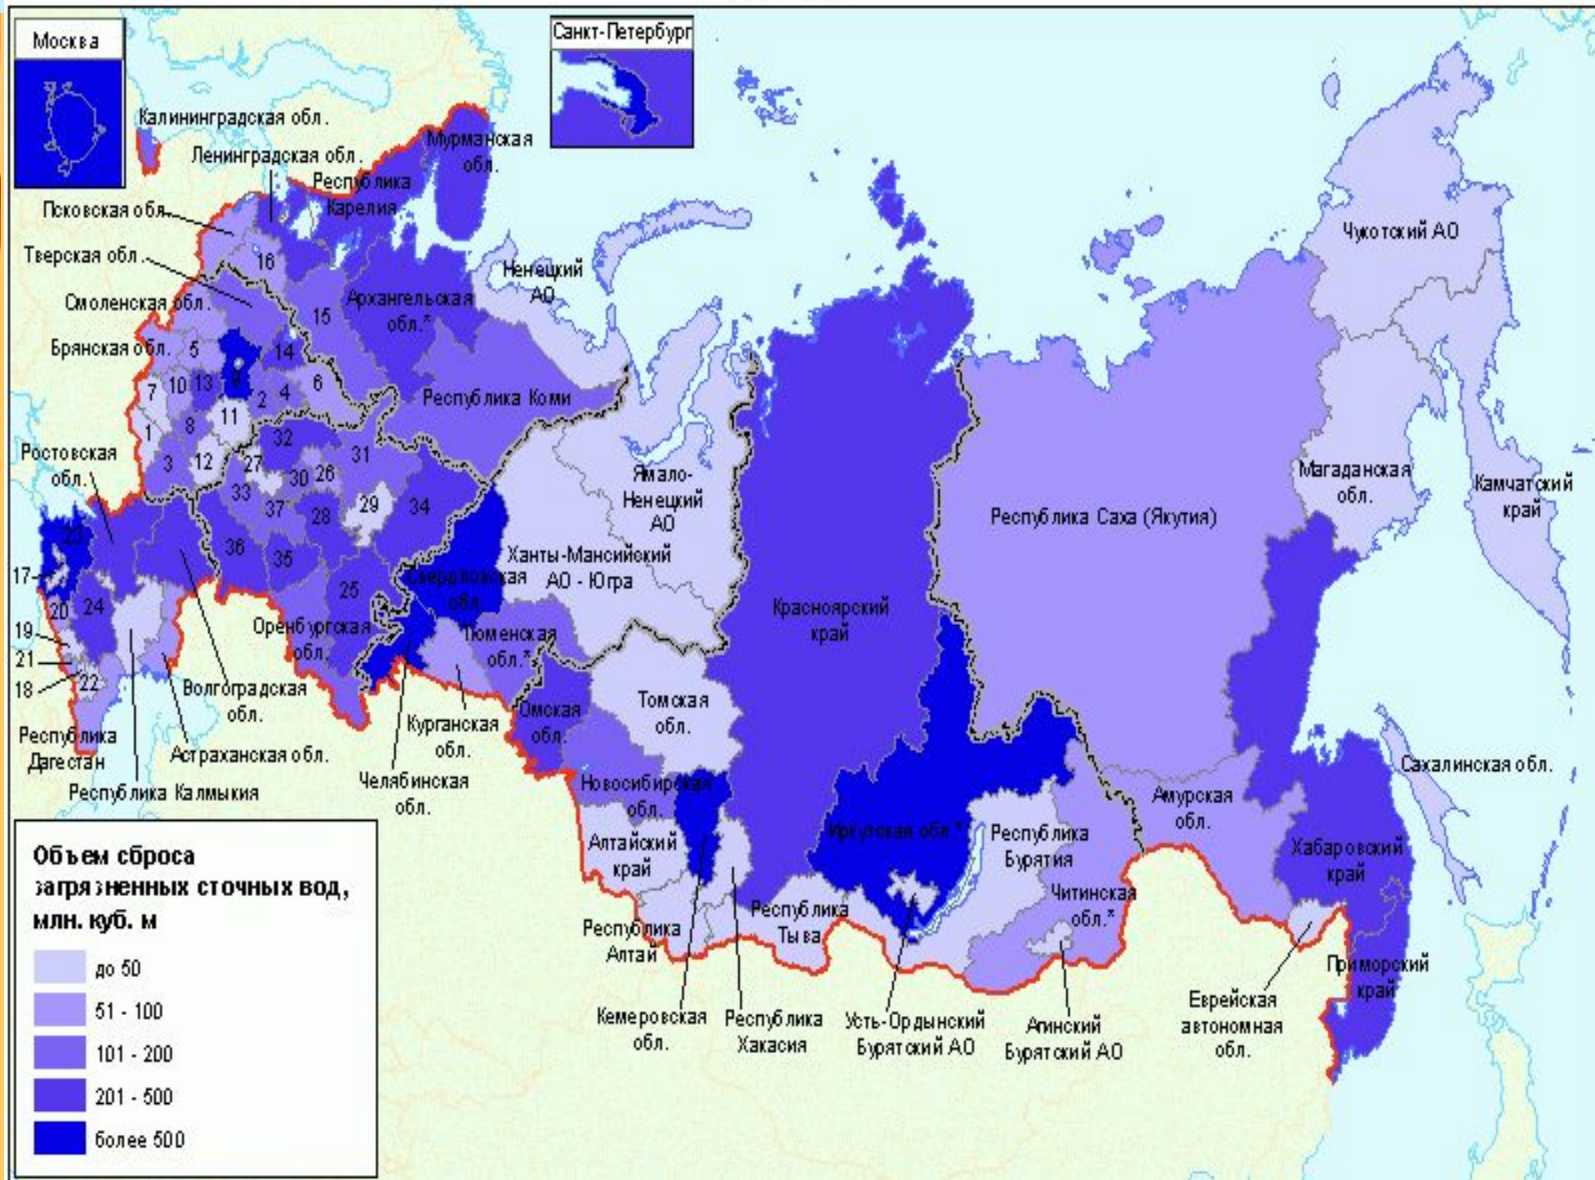 Москва
Санкт-Петербург
Калининградская обл.
Ленинградская обл.
Мурманская
обл.
Республика
Карелия
Псковская обл.
Тверская обл.
Смоленская обл.
Брянская обл.
Ненецкий
АО
Архангельская
обл.*
Республика Коми
Чукотский АО
Магаданская
обл.
Камчатский
край
Республика Саха (Якутия)
Ямало-
Ненецкий
АО
Ханты-Мансийский
АО - Югра
Красноярский
край
Ростовская
обл.
Свердловская
обл.
Оренбургская
обл.
Тюменская
обл.*
Волгоградская
обл.
Курганская
обл.
Омская
обл.
Томская
обл.
Республика
Дагестан
Астраханская обл.
Республика Калмыкия
Челябинская
обл.
Новосибирская
обл.
Алтайский
край
Иркутская обл.*
Республика
Бурятия
Амурская
обл.
Сахалинская обл.
Хабаровский
край
Читинская
обл.*
Республика
Тыва
Республика
Алтай
Приморский
край
Кемеровская
обл.
Республика
Хакасия
Усть-Ордынский
Бурятский АО
Агинский
Бурятский АО
Еврейская
автономная
обл.
16
15
5
14
9
6
7
10
13
2
4
11
8
1
3
12
32
27
31
30
26
33
29
37
28
34
23
36
35
17
25
20
24
19
21
18
22
Объем сброса
загрязненных сточных вод,
млн. куб. м
до 50
51 - 100
101 - 200
201 - 500
более 500